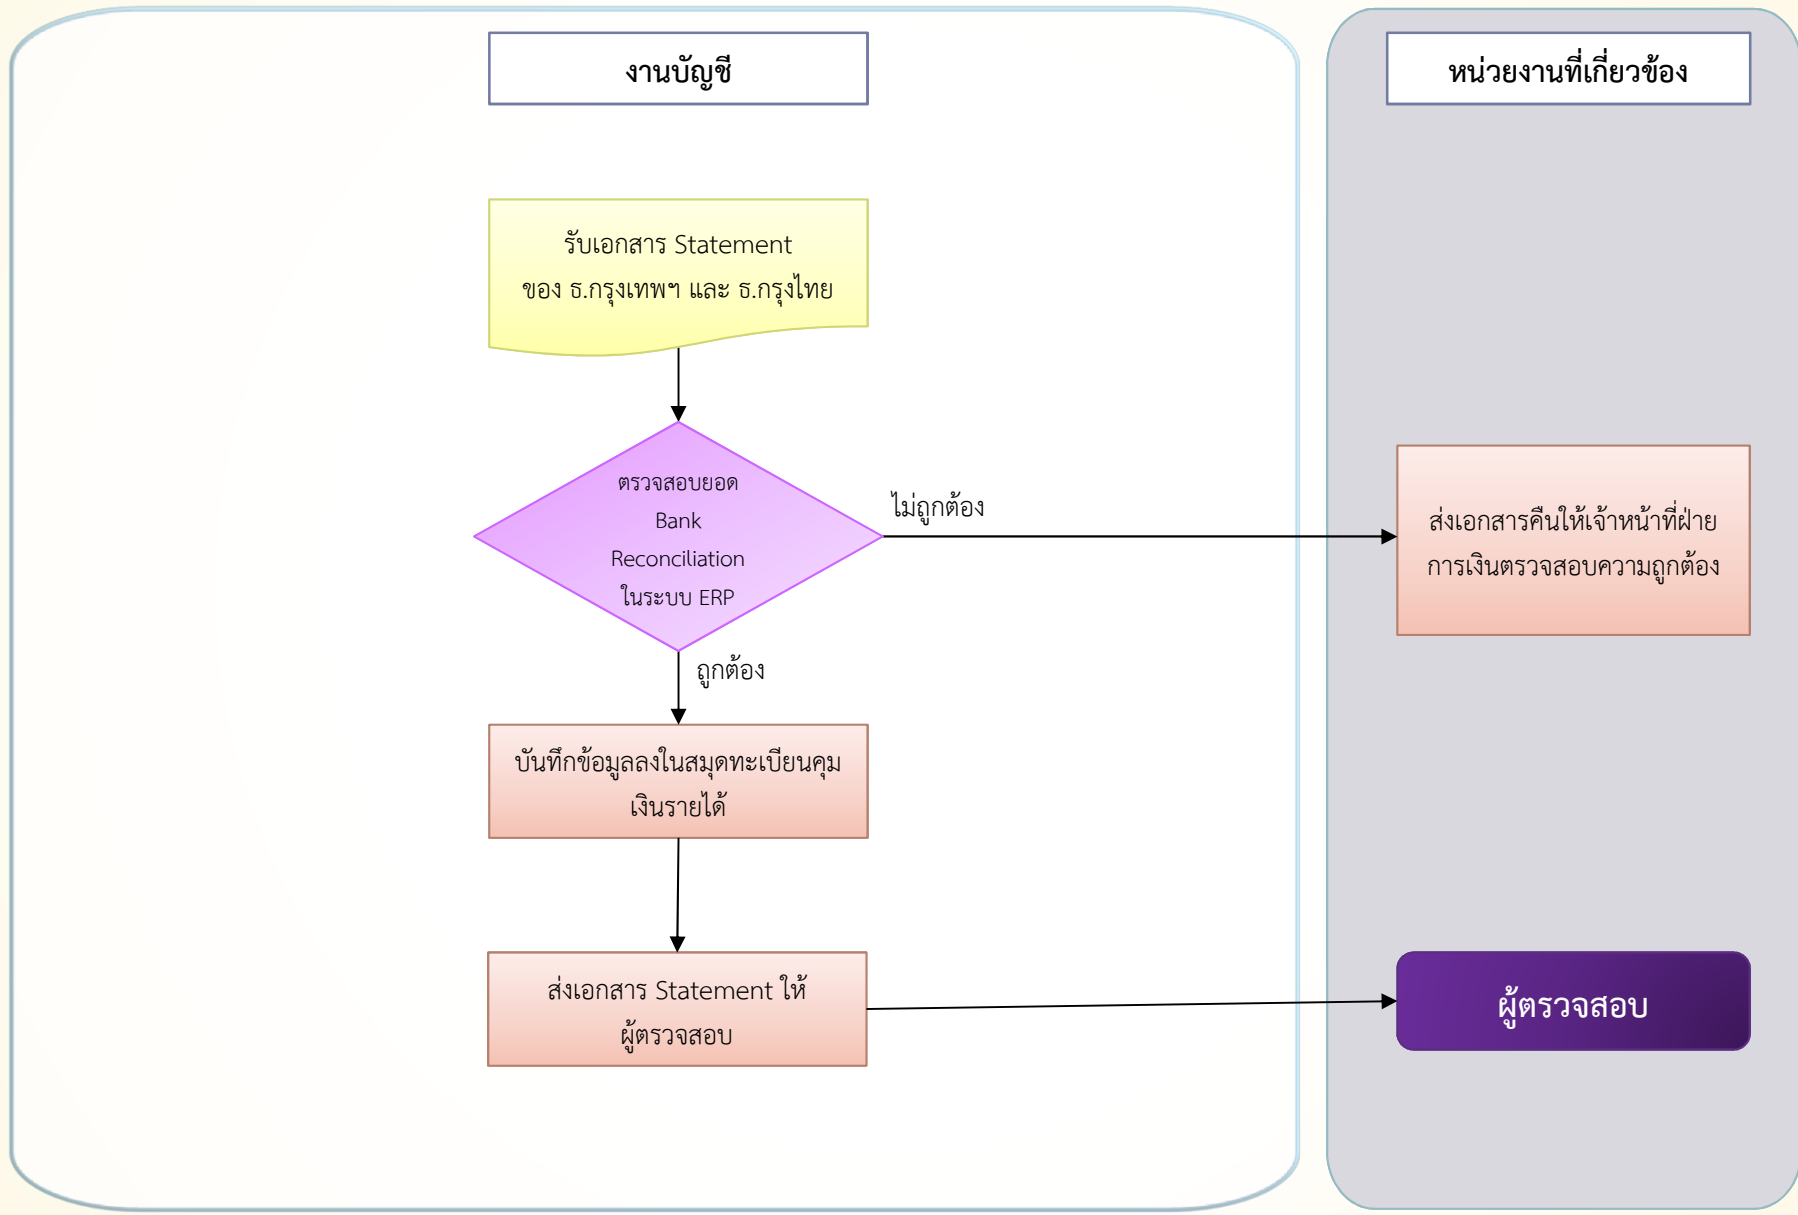 งานบัญชี
หน่วยงานที่เกี่ยวข้อง
รับเอกสาร Statement
ของ ธ.กรุงเทพฯ และ ธ.กรุงไทย
ตรวจสอบยอด
Bank
Reconciliation
ในระบบ ERP
ไม่ถูกต้อง
ส่งเอกสารคืนให้เจ้าหน้าที่ฝ่าย
การเงินตรวจสอบความถูกต้อง
ถูกต้อง
บันทึกข้อมูลลงในสมุดทะเบียนคุม
เงินรายได้
ส่งเอกสาร Statement ให้
ผู้ตรวจสอบ
ผู้ตรวจสอบ